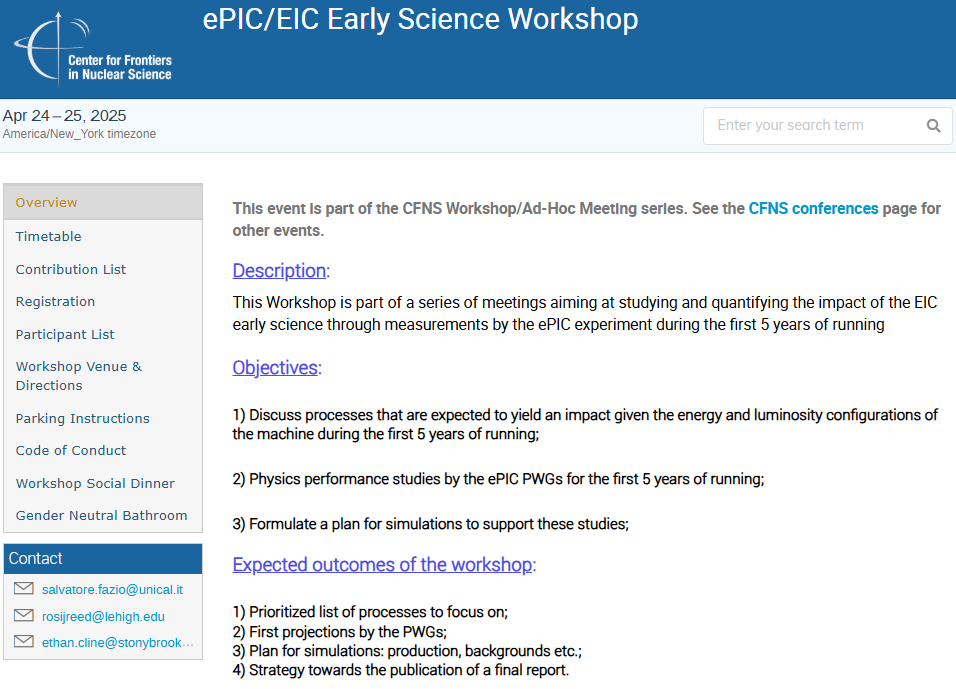 ePIC/EIC Early Science Workshop
Center for Frontiers
in Nuclear Science
Apr 24 – 25, 2025
America/New_York timezone
Enter your search term
Overview
Timetable
Contribution List
Registration
Participant List
Workshop Venue &
Directions
Parking Instructions
Code of Conduct
Workshop Social Dinner
Gender Neutral Bathroom
Contact
salvatore.fazio@unical.it
rosijreed@lehigh.edu
ethan.cline@stonybrook...
This event is part of the CFNS Workshop/Ad-Hoc Meeting series. See the CFNS conferences page for
other events.
Description:
This Workshop is part of a series of meetings aiming at studying and quantifying the impact of the EIC
early science through measurements by the ePIC experiment during the first 5 years of running
Objectives:
1) Discuss processes that are expected to yield an impact given the energy and luminosity configurations of
the machine during the first 5 years of running;
2) Physics performance studies by the ePIC PWGs for the first 5 years of running;
3) Formulate a plan for simulations to support these studies;
Expected outcomes of the workshop:
1) Prioritized list of processes to focus on;
2) First projections by the PWGs;
3) Plan for simulations: production, backgrounds etc.;
4) Strategy towards the publication of a final report.